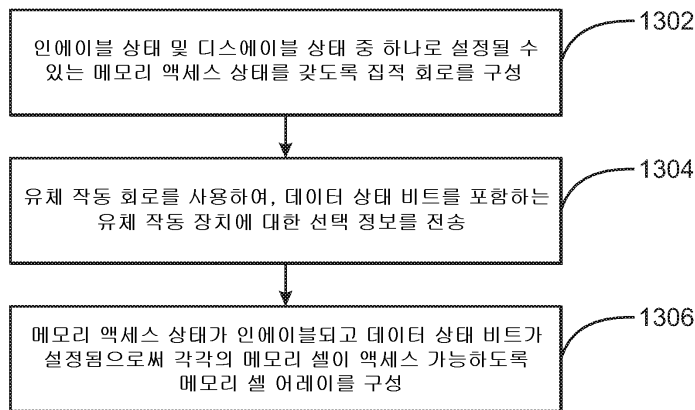 인에이블 상태 및 디스에이블 상태 중 하나로 설정될 수
있는 메모리 액세스 상태를 갖도록 집적 회로를 구성
1302
유체 작동 회로를 사용하여, 데이터 상태 비트를 포함하는
유체 작동 장치에 대한 선택 정보를 전송
1304
메모리 액세스 상태가 인에이블되고 데이터 상태 비트가
설정됨으로써 각각의 메모리 셀이 액세스 가능하도록
메모리 셀 어레이를 구성
1306